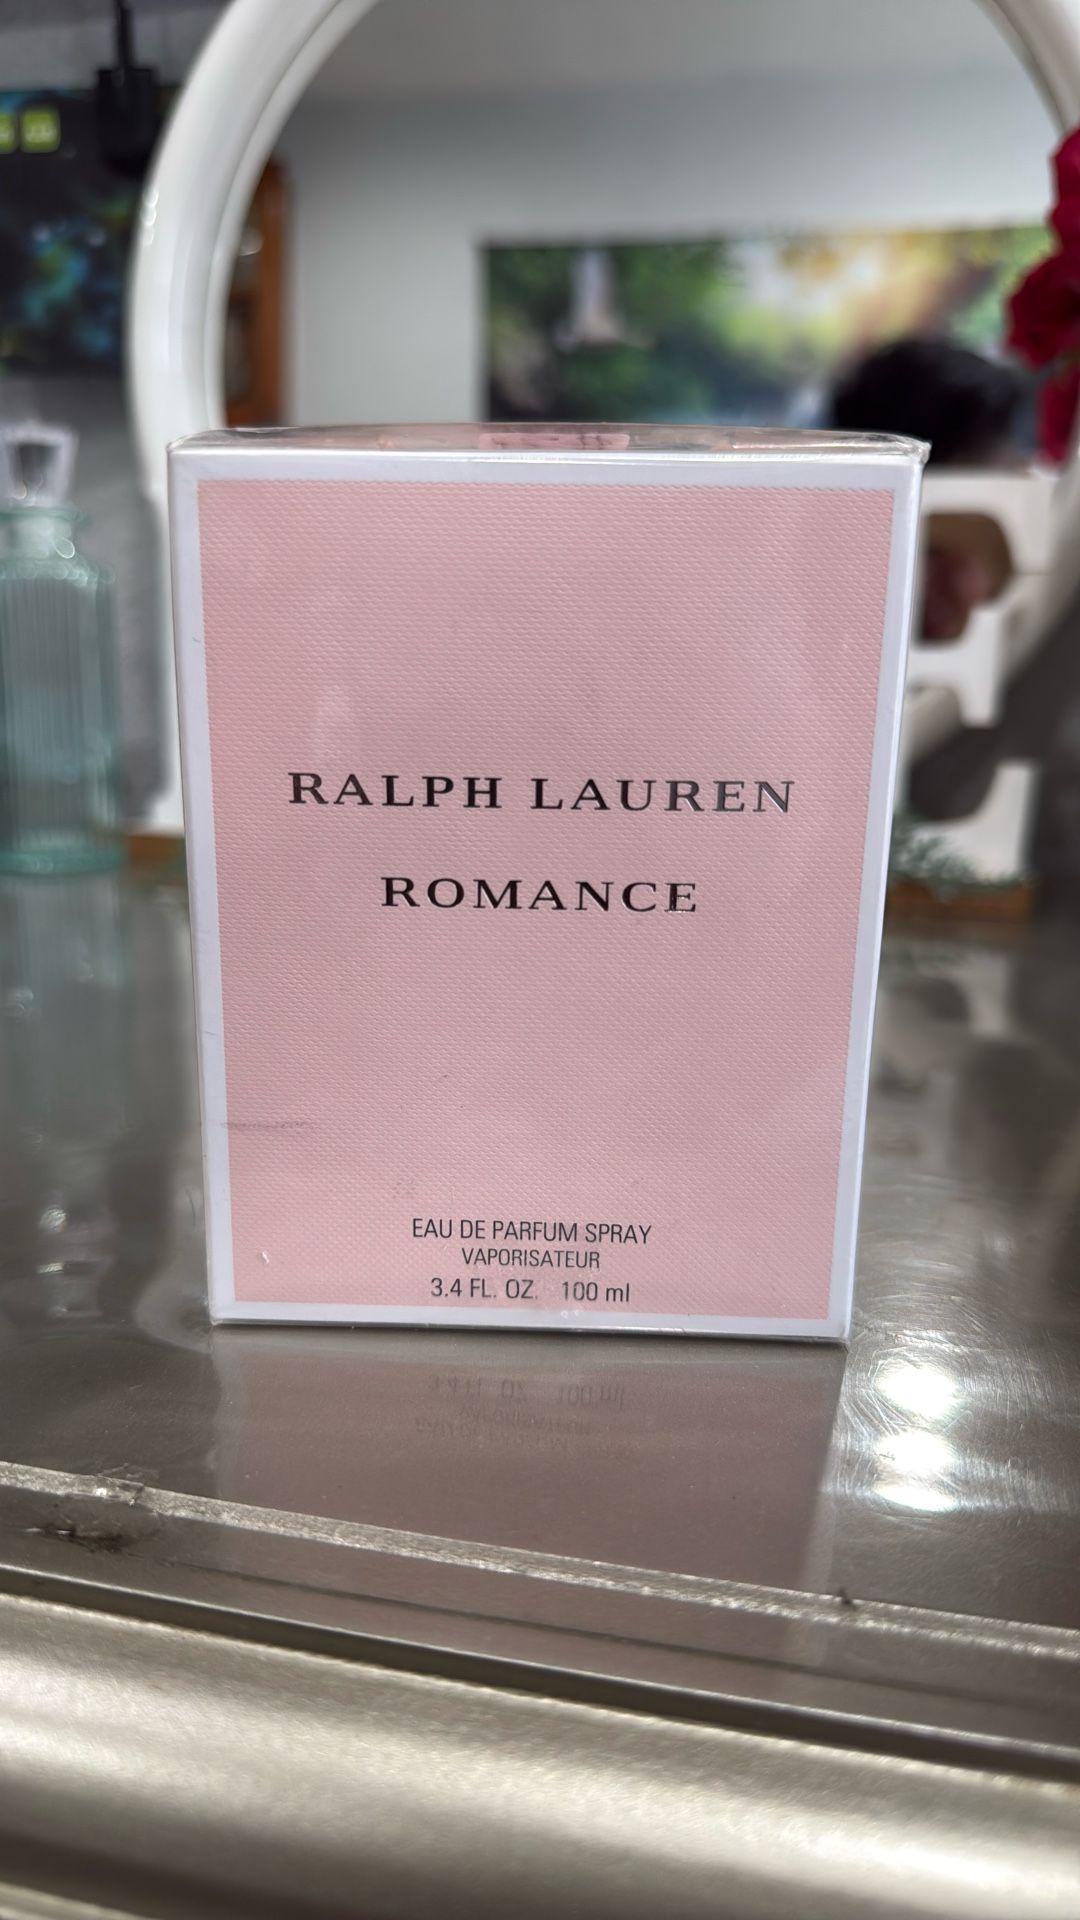 RALPH LAUREN
ROMANCE
EAU DE PARFUM SPRAY
VAPORISATEUR
3.4 FL. OZ. 100 ml